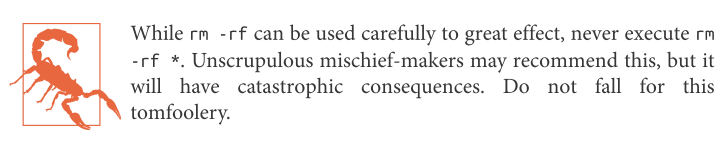 While rm -rf can be used carefully to great effect, never execute rm
-rf *. Unscrupulous mischief-makers may recommend this, but it
will have catastrophic consequences. Do not fall for this
tomfoolery.